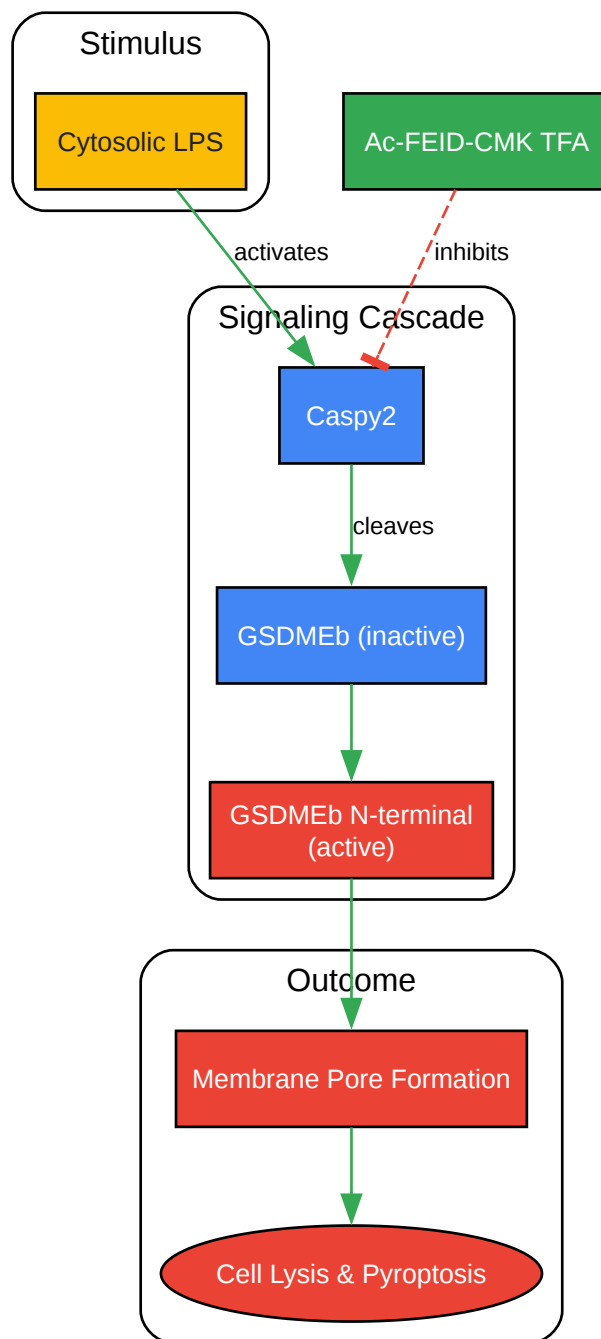 Stimulus
Cytosolic LPS
Ac-FEID-CMK TFA
activates
inhibits
Signaling Cascade
Caspy2
cleaves
GSDMEb (inactive)
GSDMEb N-terminal
(active)
Outcome
Membrane Pore Formation
Cell Lysis & Pyroptosis